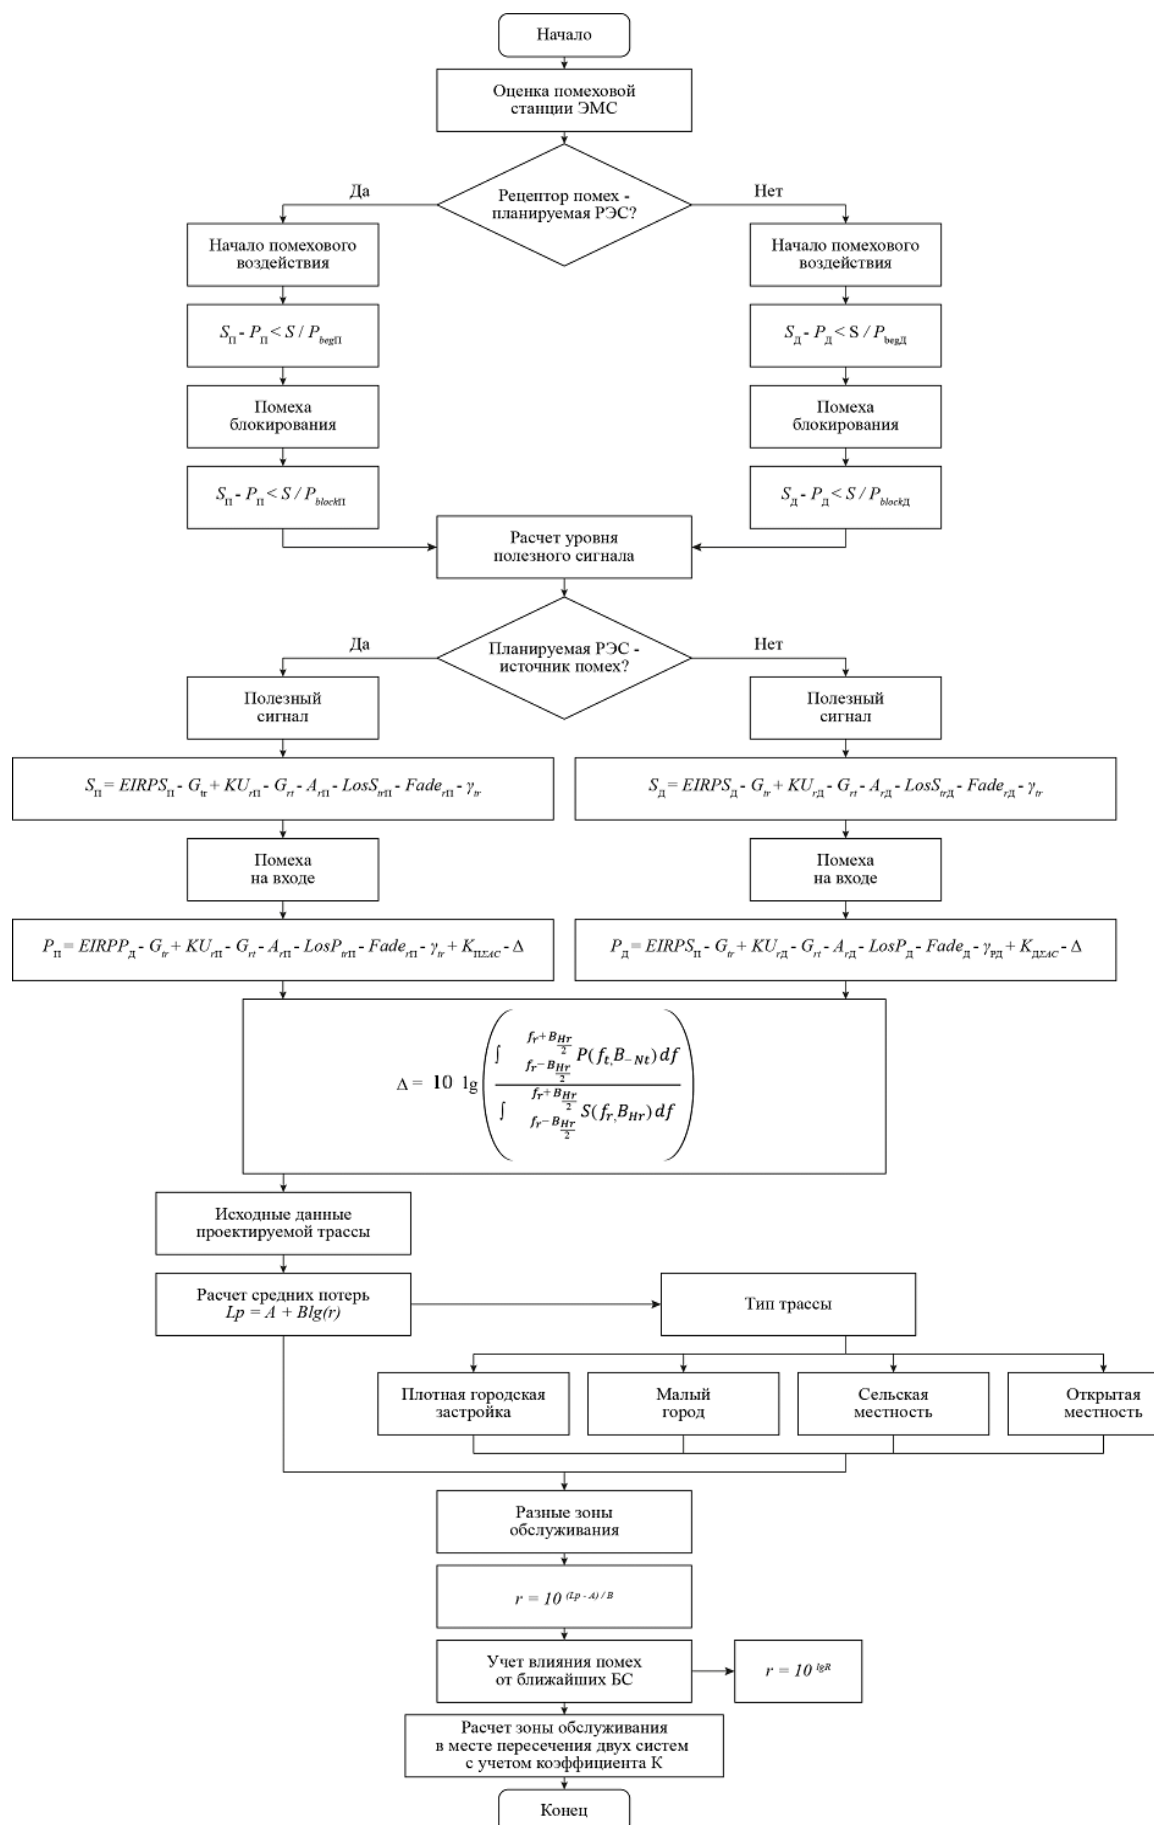 Начало
Оценка помеховой
станции ЭМС
Да
Рецептор помех -
планируемая РЭС?
Нет
Начало помехового
воздействия
Начало помехового
воздействия
S_П - P_П < S / P_begП
S_Д - P_Д < S / P_begД
Помеха
блокирования
Помеха
блокирования
S_П - P_П < S / P_blockП
S_Д - P_Д < S / P_blockД
Расчет уровня
полезного сигнала
Да
Планируемая РЭС -
источник помех?
Нет
Полезный
сигнал
Полезный
сигнал
S_П = EIRPS_П - G_tr + KU_rП - G_rt - A_rП - LosS_trП - Fade_rП - γ_tr
S_Д = EIRPS_Д - G_tr + KU_rД - G_rt - A_rД - LosS_trД - Fade_rД - γ_tr
Помеха
на входе
Помеха
на входе
P_П = EIRPP_Д - G_tr + KU_rП - G_rt - A_rП - LosP_trП - Fade_rП - γ_tr + K_ПΣAC - Δ
P_Д = EIRPS_П - G_tr + KU_rД - G_rt - A_rД - LosP_Д - Fade_Д - γ_РД + K_ДΣAC - Δ
Δ = 10 lg ( ∫ f_r+B_Hr/2 f_r-B_Hr/2 P(f_t, B_-Nt) df / ∫ f_r+B_Hr/2 f_r-B_Hr/2 S(f_r, B_Hr) df )
Исходные данные
проектируемой трассы
Расчет средних потерь
Lp = A + Blg(r)
Тип трассы
Плотная городская
застройка
Малый
город
Сельская
местность
Открытая
местность
Разные зоны
обслуживания
r = 10 ^(Lp - A) / B
Учет влияния помех
от ближайших БС
r = 10 ^lgR
Расчет зоны обслуживания
в месте пересечения двух систем
с учетом коэффициента К
Конец